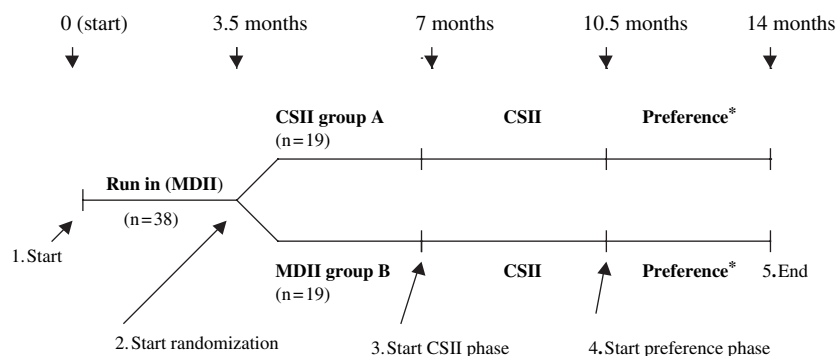 0 (start) 3.5 months 7 months 10.5 months 14 months
CSII group A CSII Preference*
(n=19)
Run in (MDII)
(n=38)
1.Start
MDII group B CSII Preference* 5.End
(n=19)
2.Start randomization 3.Start CSII phase 4.Start preference phase